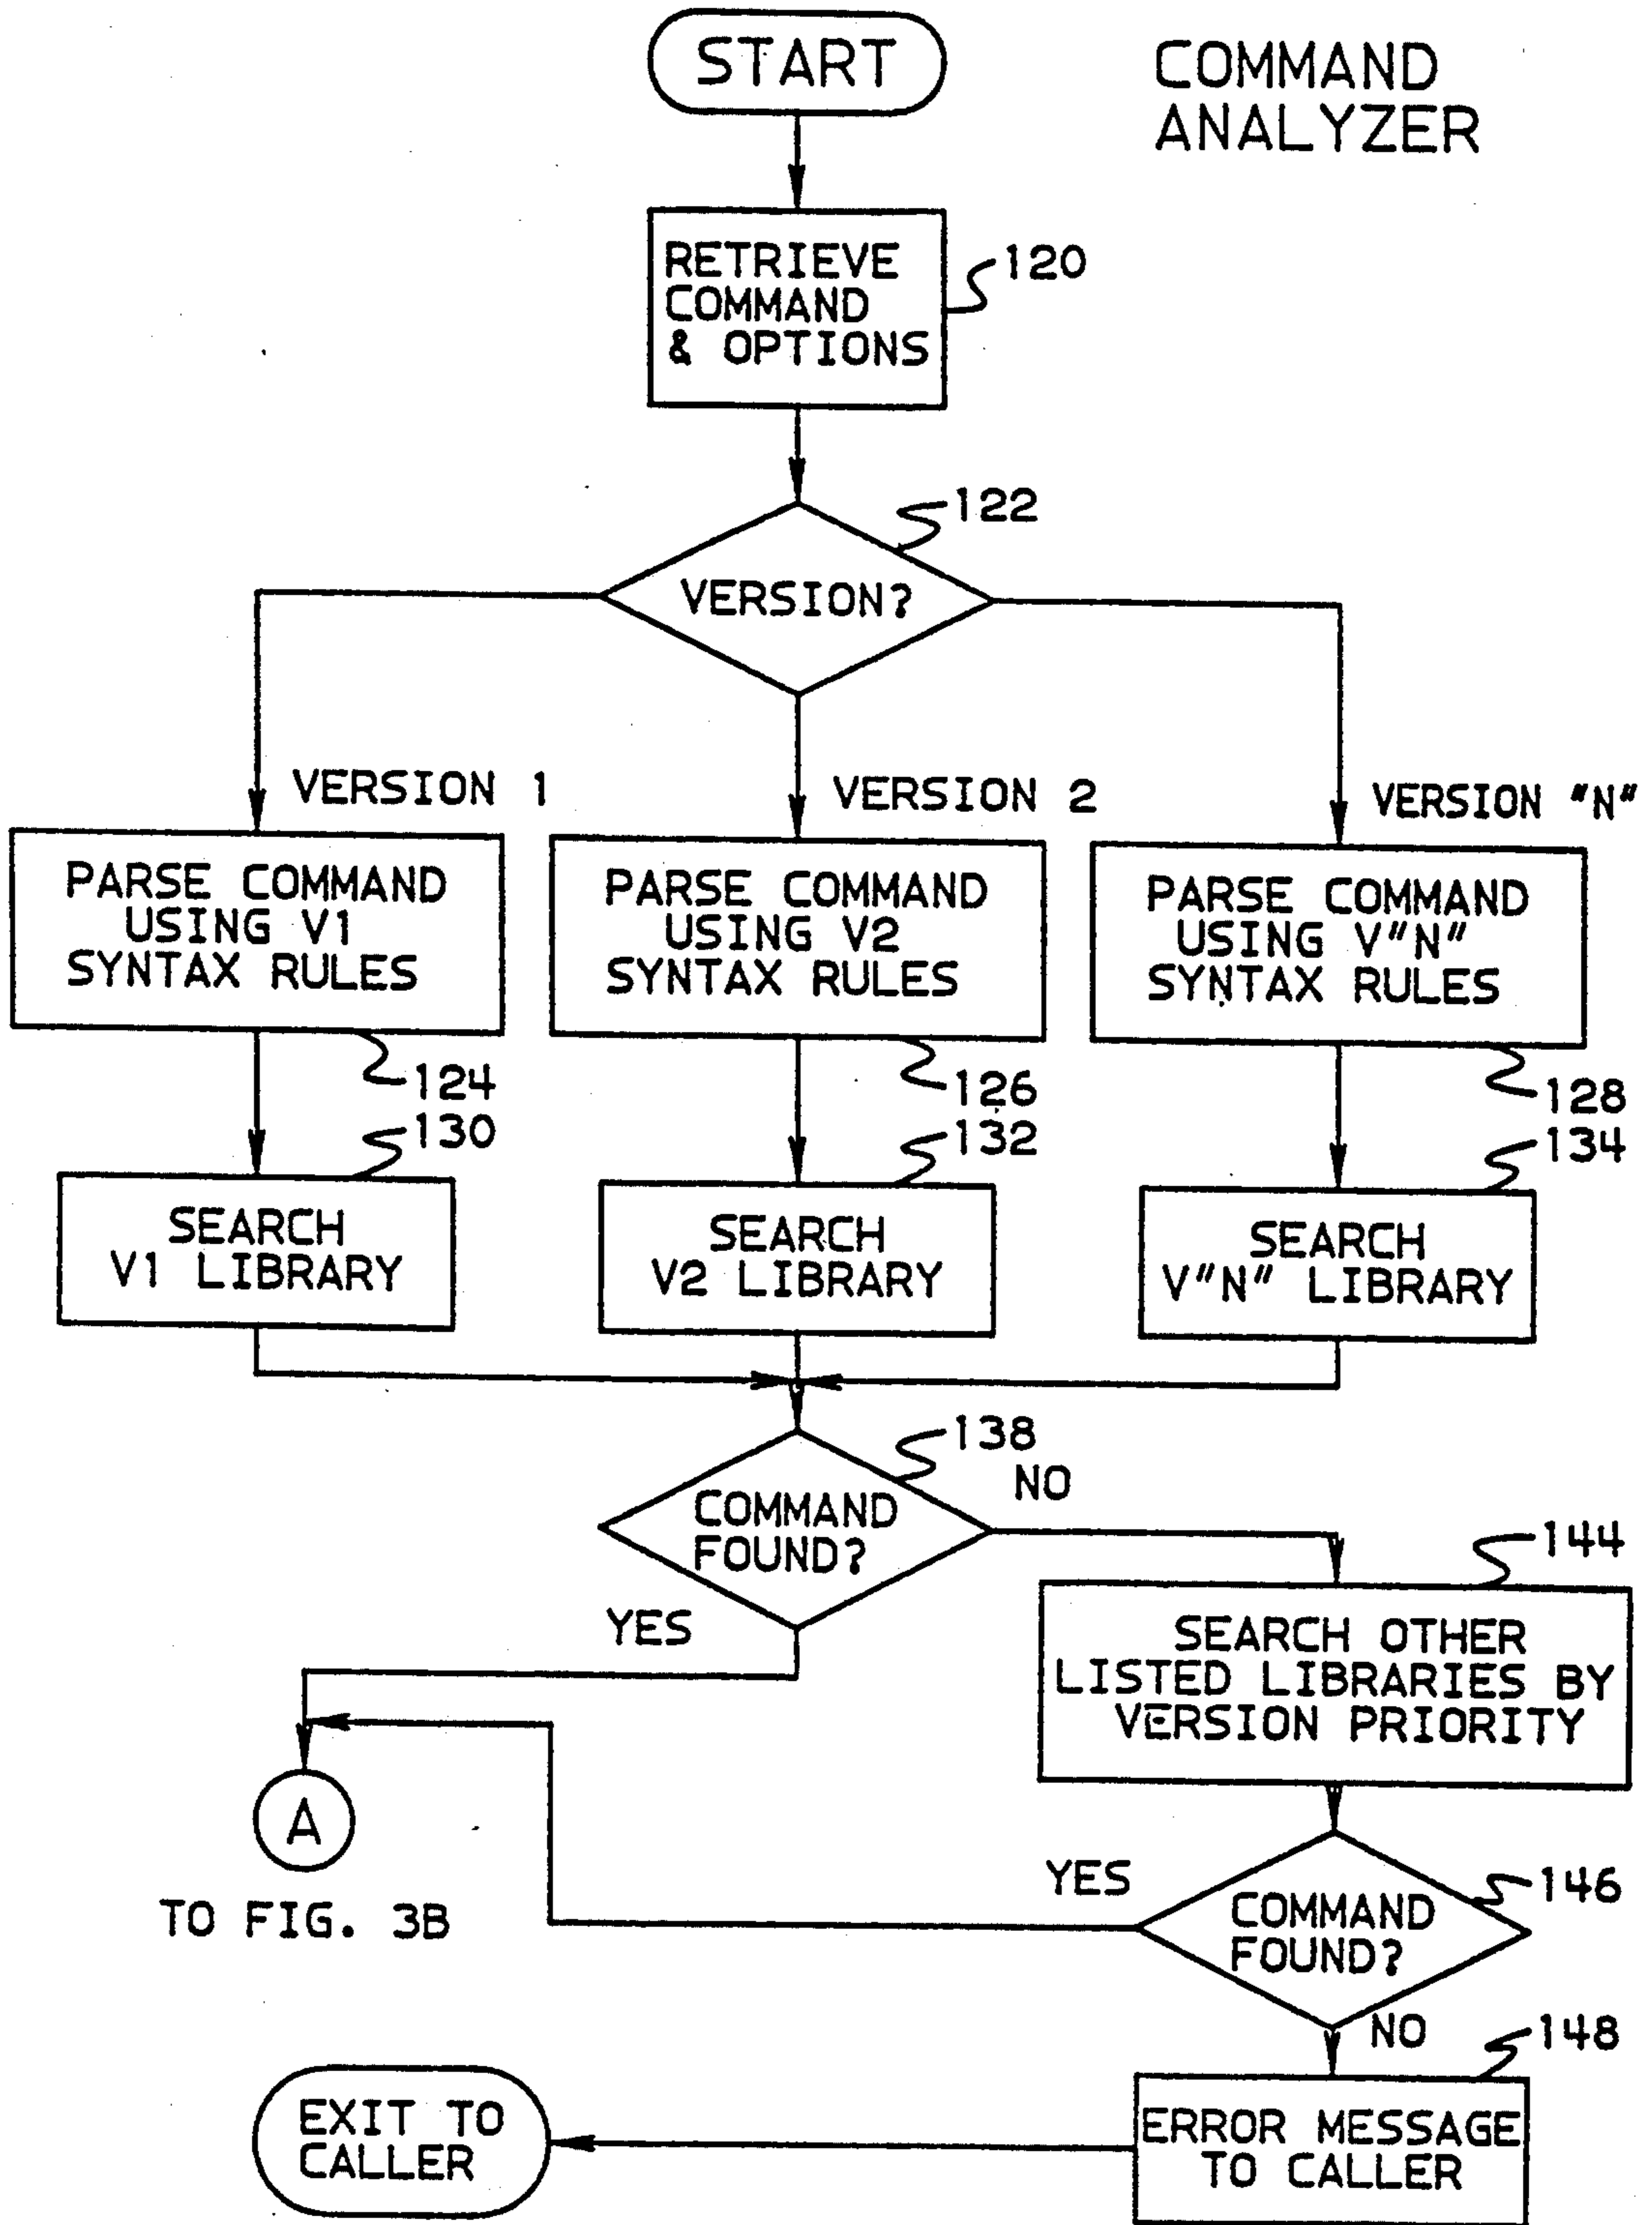 START
COMMAND
ANALYZER
RETRIEVE
COMMAND
& OPTIONS
120
122
VERSION?
VERSION 1
VERSION 2
VERSION "N"
PARSE COMMAND
USING V1
SYNTAX RULES
PARSE COMMAND
USING V2
SYNTAX RULES
PARSE COMMAND
USING V"N"
SYNTAX RULES
124
126
128
130
132
134
SEARCH
V1 LIBRARY
SEARCH
V2 LIBRARY
SEARCH
V"N" LIBRARY
138
NO
COMMAND
FOUND?
YES
144
SEARCH OTHER
LISTED LIBRARIES BY
VERSION PRIORITY
A
TO FIG. 3B
YES
146
COMMAND
FOUND?
NO
148
ERROR MESSAGE
TO CALLER
EXIT TO
CALLER